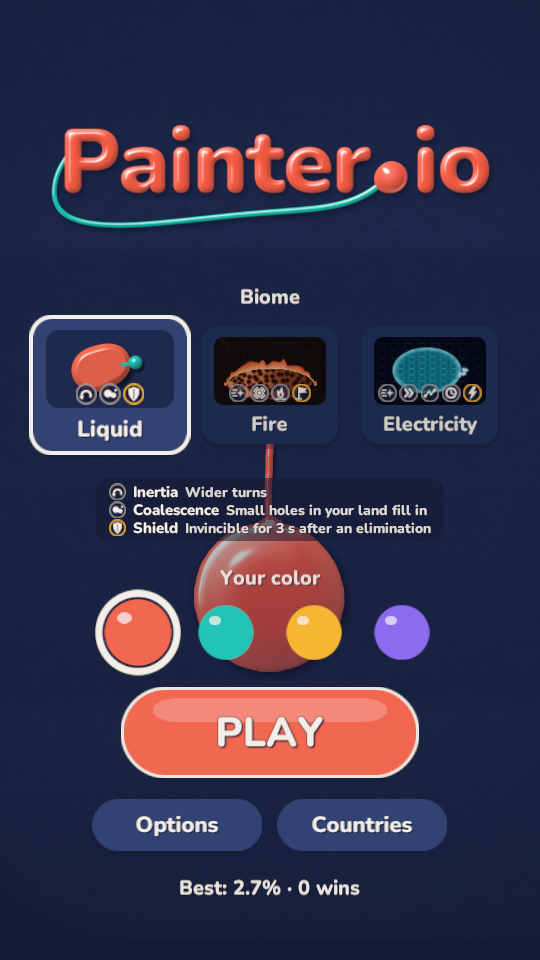 Painter.io
Biome
Liquid
Fire
Electricity
Inertia Wider turns
Coalescence Small holes in your land fill in
Shield Invincible for 3 s after an elimination
Your color
PLAY
Options
Countries
Best: 2.7% · 0 wins